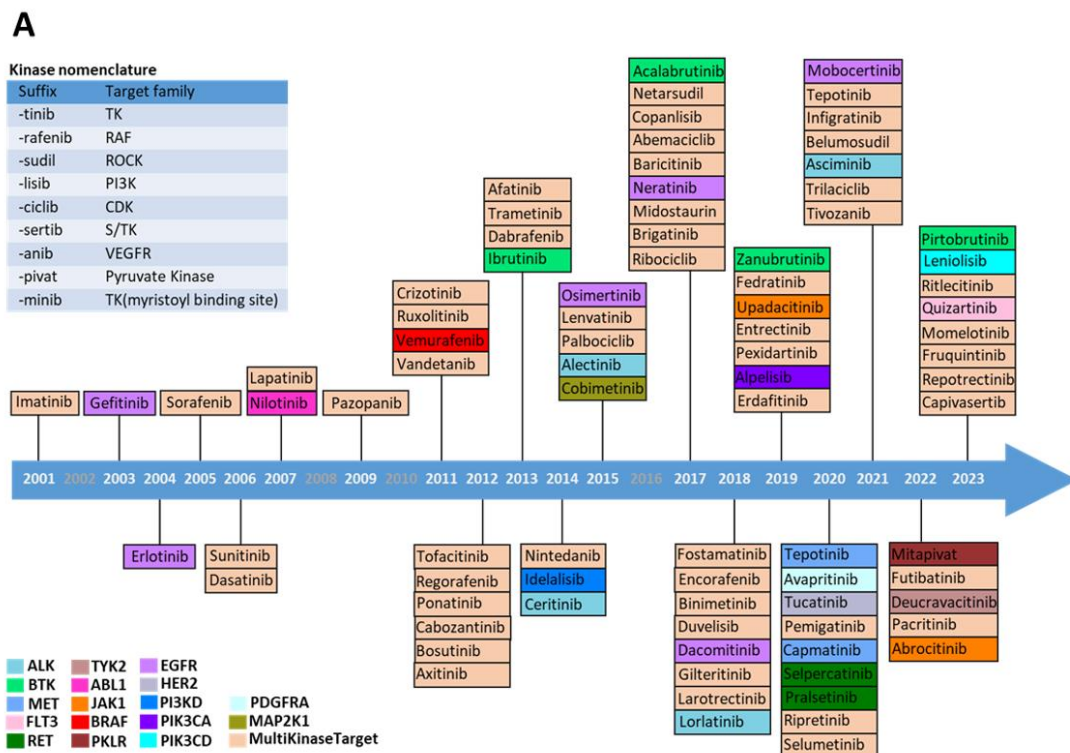 A
Kinase nomenclature
Suffix Target family
-tinib TK
-rafenib RAF
-sudil ROCK
-lisib PI3K
-ciclib CDK
-sertib S/TK
-anib VEGFR
-pivat Pyruvate Kinase
-minib TK(myristoyl binding site)
Imatinib
Gefitinib
Sorafenib
Lapatinib
Nilotinib
Pazopanib
Crizotinib
Ruxolitinib
Vemurafenib
Vandetanib
Afatinib
Trametinib
Dabrafenib
Ibrutinib
Osimertinib
Lenvatinib
Palbociclib
Alectinib
Cobimetinib
Acalabrutinib
Netarsudil
Copanlisib
Abemaciclib
Baricitinib
Neratinib
Midostaurin
Brigatinib
Ribociclib
Zanubrutinib
Fedratinib
Upadacitinib
Entrectinib
Pexidartinib
Alpelisib
Erdafitinib
Mobocertinib
Tepotinib
Infigratinib
Belumosudil
Asciminib
Trilaciclib
Tivozanib
Pirtobrutinib
Leniolisib
Ritlecitinib
Quizartinib
Momelotinib
Fruquintinib
Repotrectinib
Capivasertib
2001 2002 2003 2004 2005 2006 2007 2008 2009 2010 2011 2012 2013 2014 2015 2016 2017 2018 2019 2020 2021 2022 2023
Erlotinib
Sunitinib
Dasatinib
Tofacitinib
Regorafenib
Ponatinib
Cabozantinib
Bosutinib
Axitinib
Nintedanib
Idelalisib
Ceritinib
Fostamatinib
Encorafenib
Binimetinib
Duvelisib
Dacomitinib
Gilteritinib
Larotrectinib
Lorlatinib
Tepotinib
Avapritinib
Tucatinib
Pemigatinib
Capmatinib
Selpercatinib
Pralsetinib
Ripretinib
Selumetinib
Mitapivat
Futibatinib
Deucravacitinib
Pacritinib
Abrocitinib
ALK TYK2 EGFR
BTK ABL1 HER2
MET JAK1 PI3KD PDGFRA
FLT3 BRAF PIK3CA MAP2K1
RET PKLR PIK3CD MultiKinaseTarget